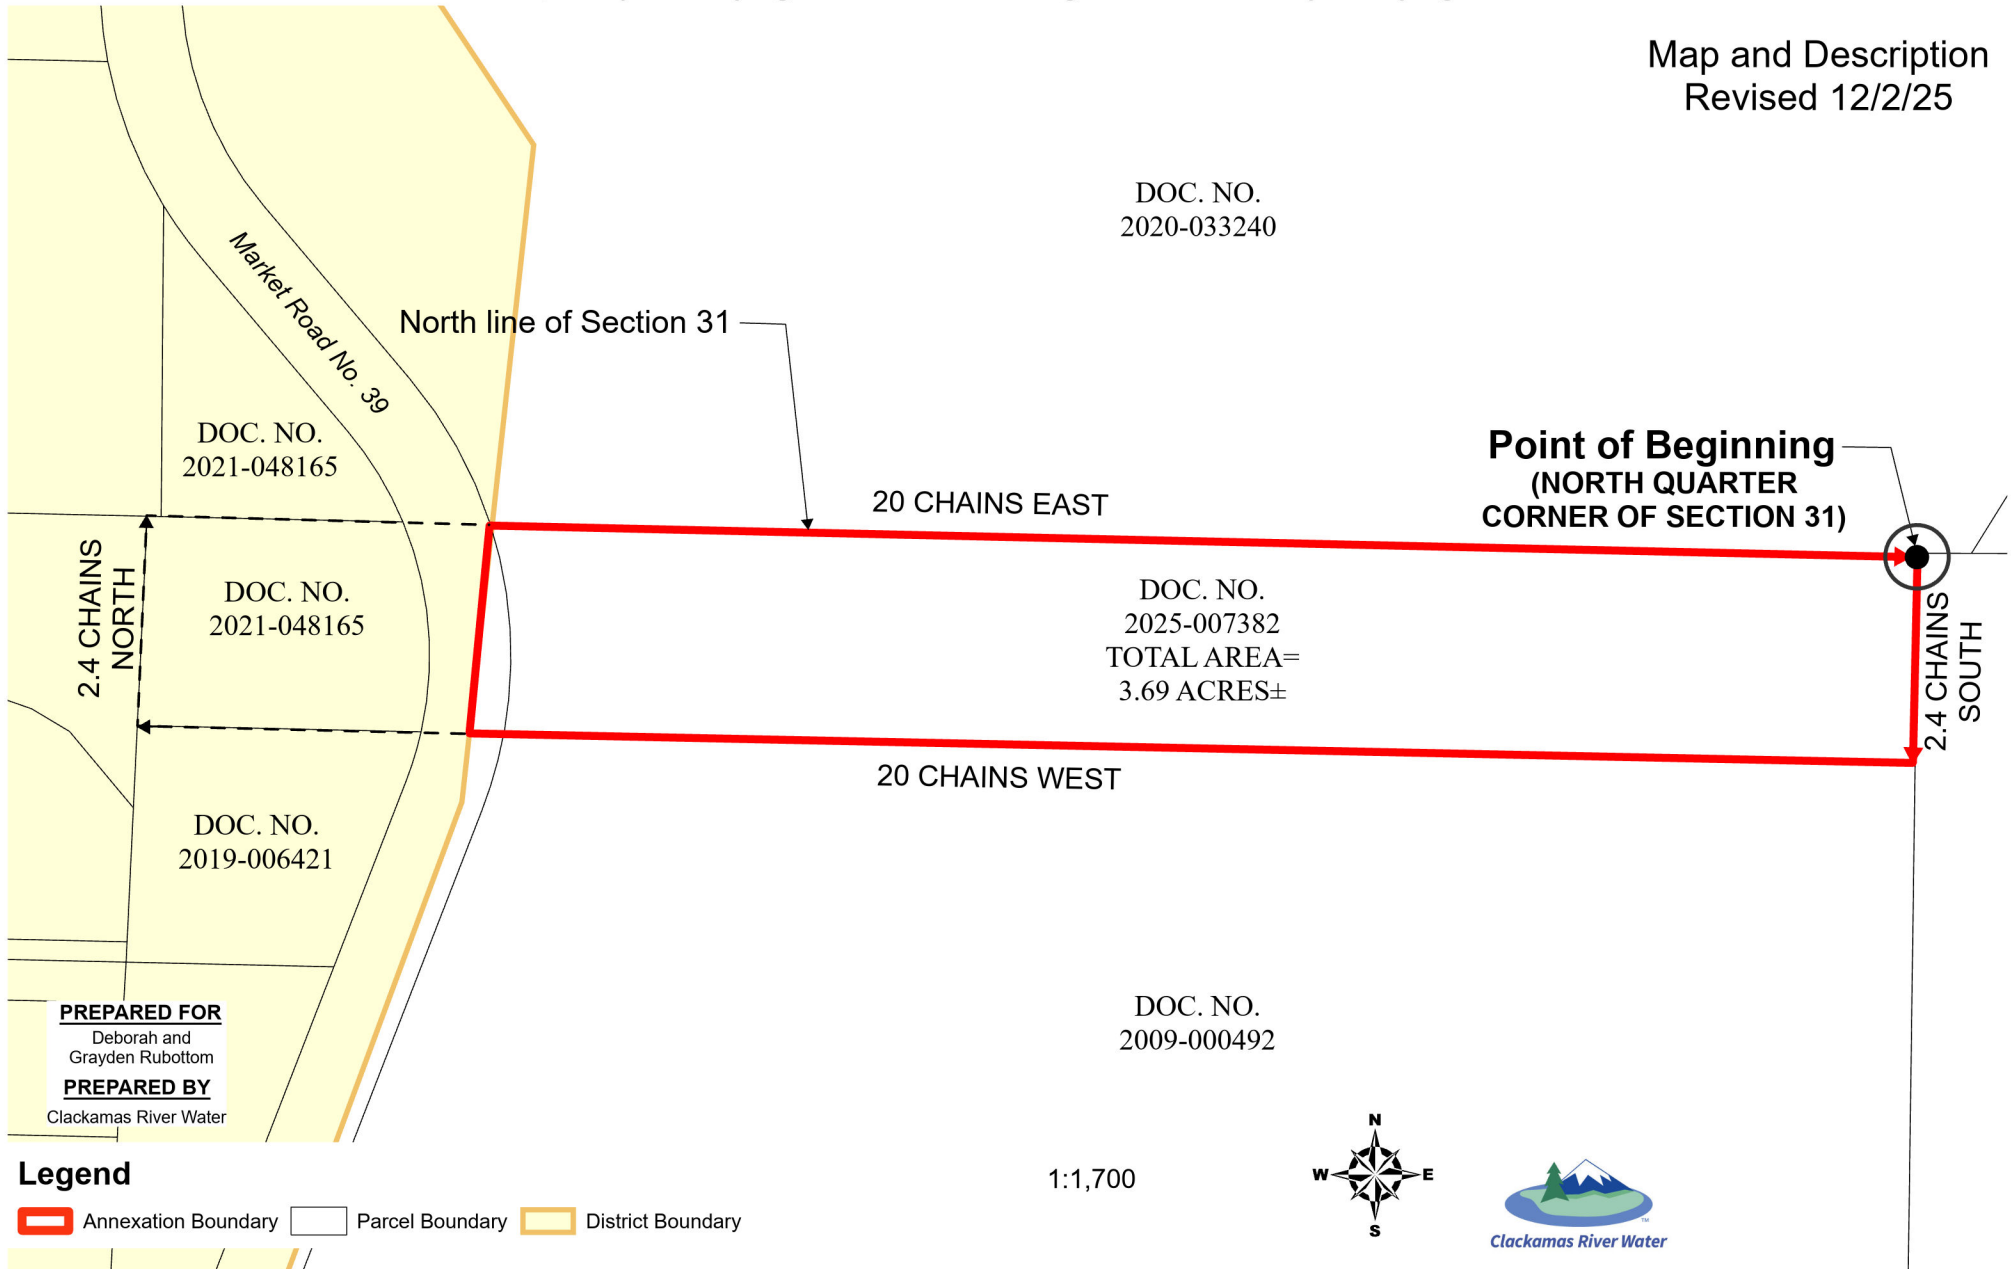 Map and Description
Revised 12/2/25
DOC. NO.
2020-033240
Market Road No. 39
North line of Section 31
DOC. NO.
2021-048165
Point of Beginning
(NORTH QUARTER
CORNER OF SECTION 31)
20 CHAINS EAST
2.4 CHAINS
NORTH
DOC. NO.
2021-048165
DOC. NO.
2025-007382
TOTAL AREA=
3.69 ACRES±
2.4 CHAINS
SOUTH
20 CHAINS WEST
DOC. NO.
2019-006421
DOC. NO.
2009-000492
PREPARED FOR
Deborah and
Grayden Rubottom
PREPARED BY
Clackamas River Water
N
W
E
S
1:1,700
Legend
Annexation Boundary
Parcel Boundary
District Boundary
TM
Clackamas River Water